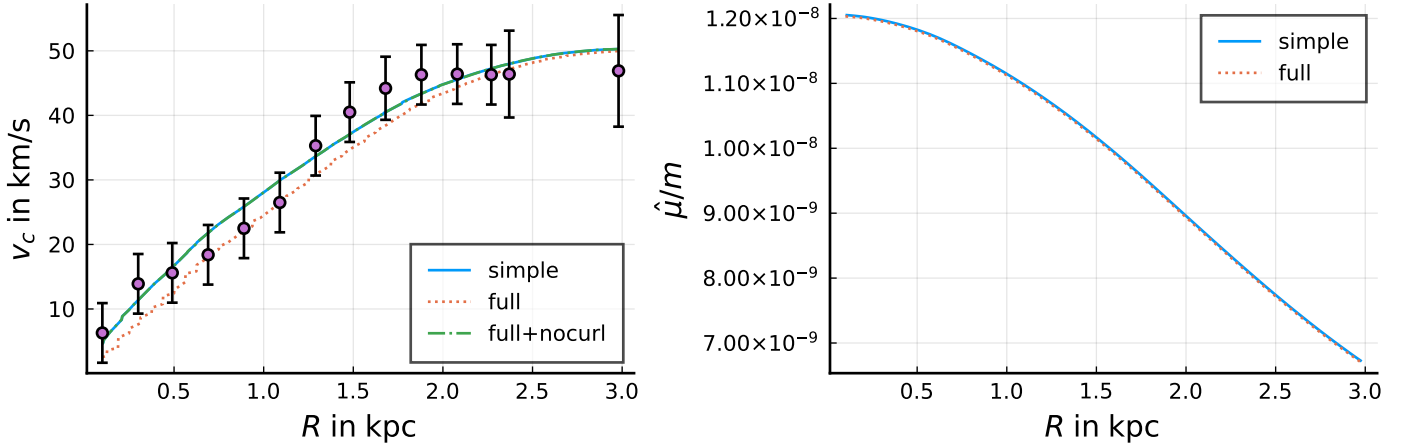 50
40
30
20
10
v_c in km/s
simple
full
full+nocurl
0.5
1.0
1.5
2.0
2.5
3.0
R in kpc
1.20×10⁻⁸
1.10×10⁻⁸
1.00×10⁻⁸
9.00×10⁻⁹
8.00×10⁻⁹
7.00×10⁻⁹
μ̂/m
simple
full
0.5
1.0
1.5
2.0
2.5
3.0
R in kpc